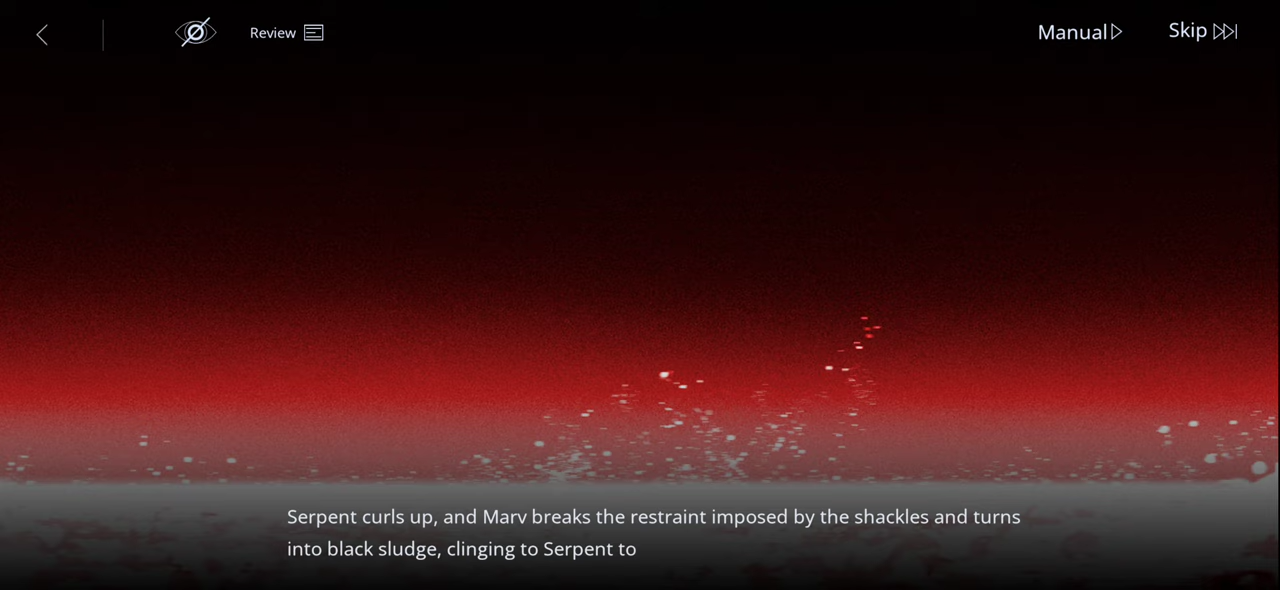 Review
Manual
Skip
Serpent curls up, and Marv breaks the restraint imposed by the shackles and turns
into black sludge, clinging to Serpent to